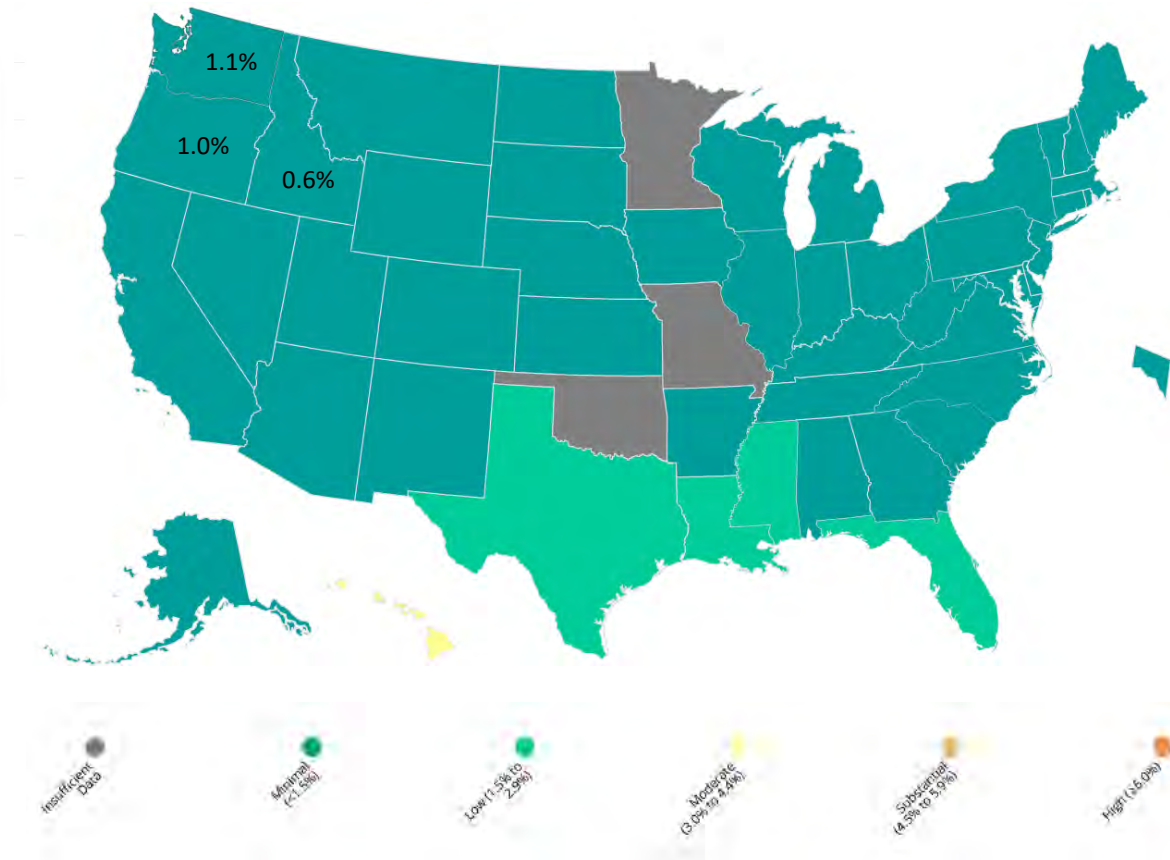 1.1%
1.0%
0.6%
Insufficient
Data
Minimal
(<1.5%)
Low (1.5% to
2.9%)
Moderate
(3.0% to 4.4%)
Substantial
(4.5% to 5.9%)
High (≥6.0%)